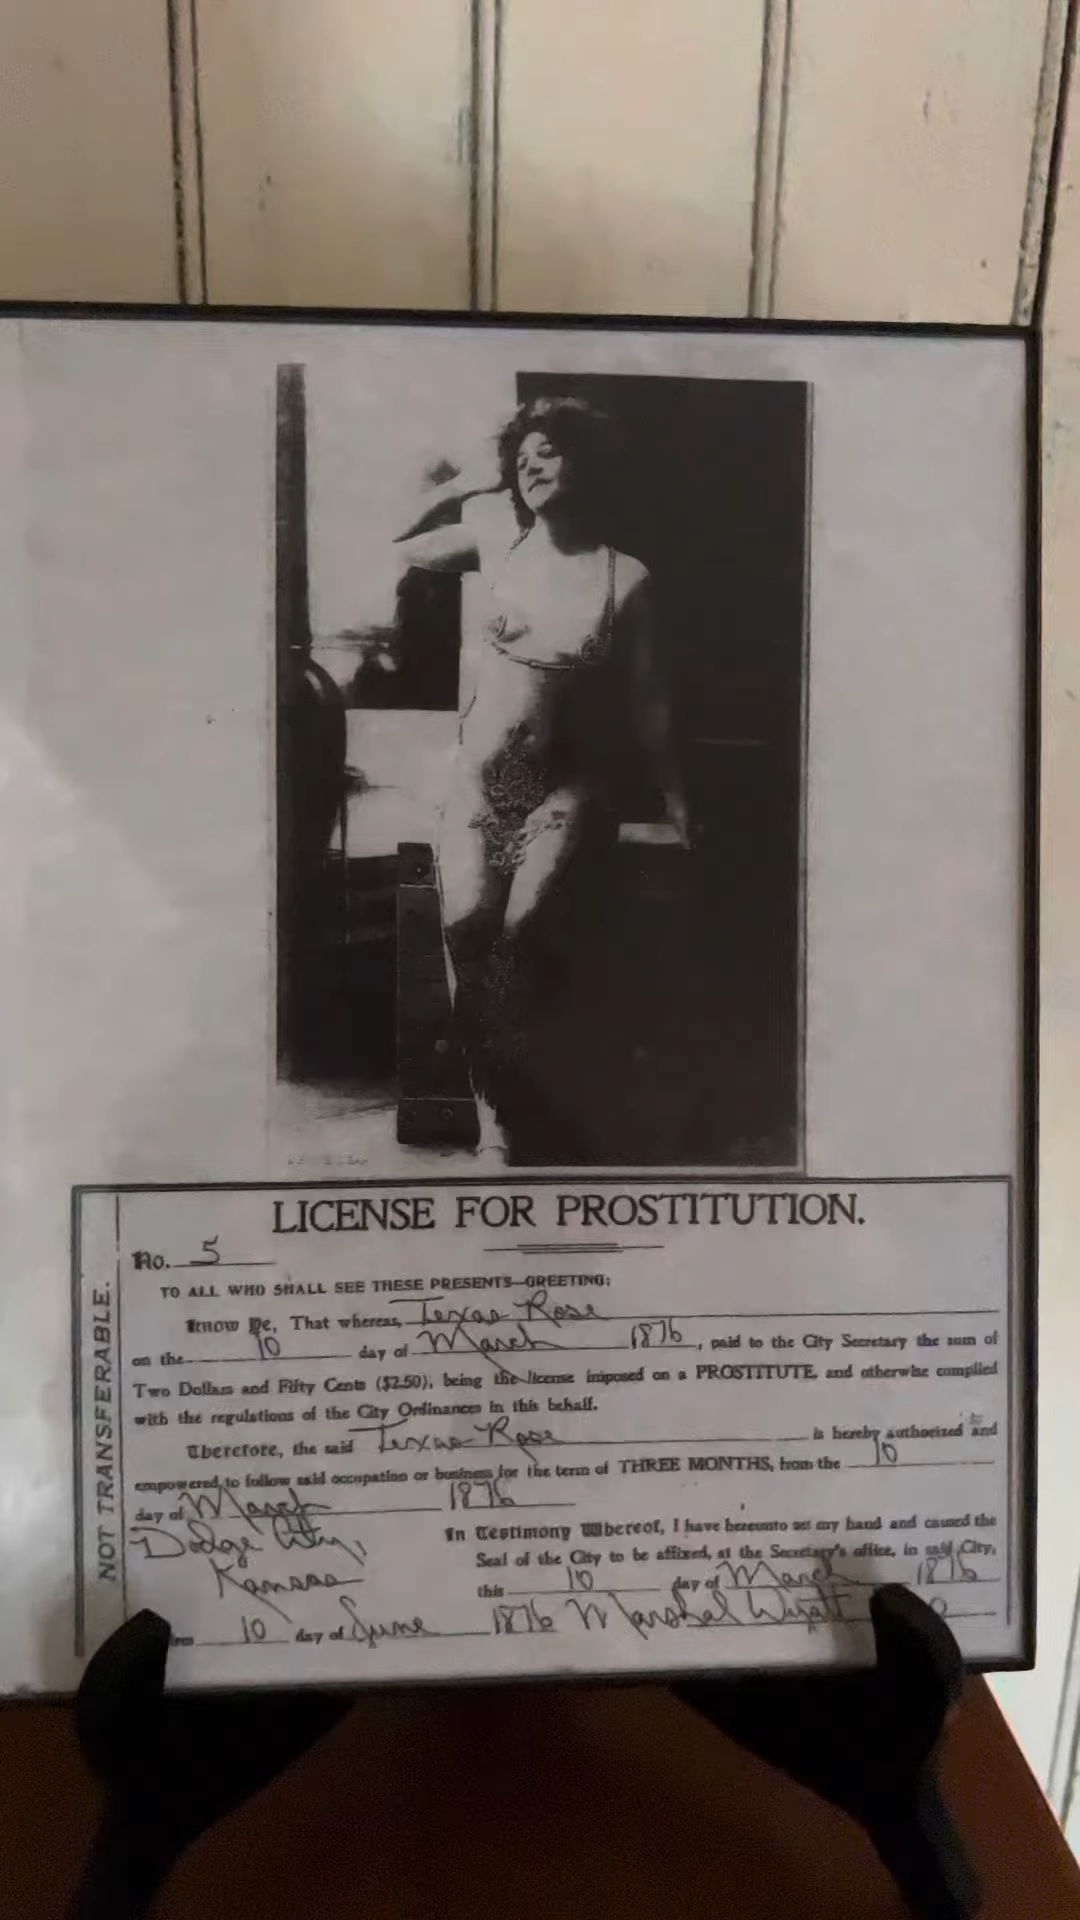 LICENSE FOR PROSTITUTION.
No. 5
TO ALL WHO SHALL SEE THESE PRESENTS—GREETING:
Know Ye, That whereas, Texas Rose
on the 10 day of March 1876, paid to the City Secretary the sum of
Two Dollars and Fifty Cents ($2.50), being the license imposed on a PROSTITUTE, and otherwise complied
with the regulations of the City Ordinances in this behalf.
Therefore, the said Texas Rose is hereby authorized and
empowered to follow said occupation or business for the term of THREE MONTHS, from the 10
day of March 1876
Dodge City,
Kansas
In Testimony Whereof, I have hereunto set my hand and caused the
Seal of the City to be affixed, at the Secretary's office, in said City,
this 10 day of March 1876
10 day of June 1876 Marshal Wyatt
NOT TRANSFERABLE.